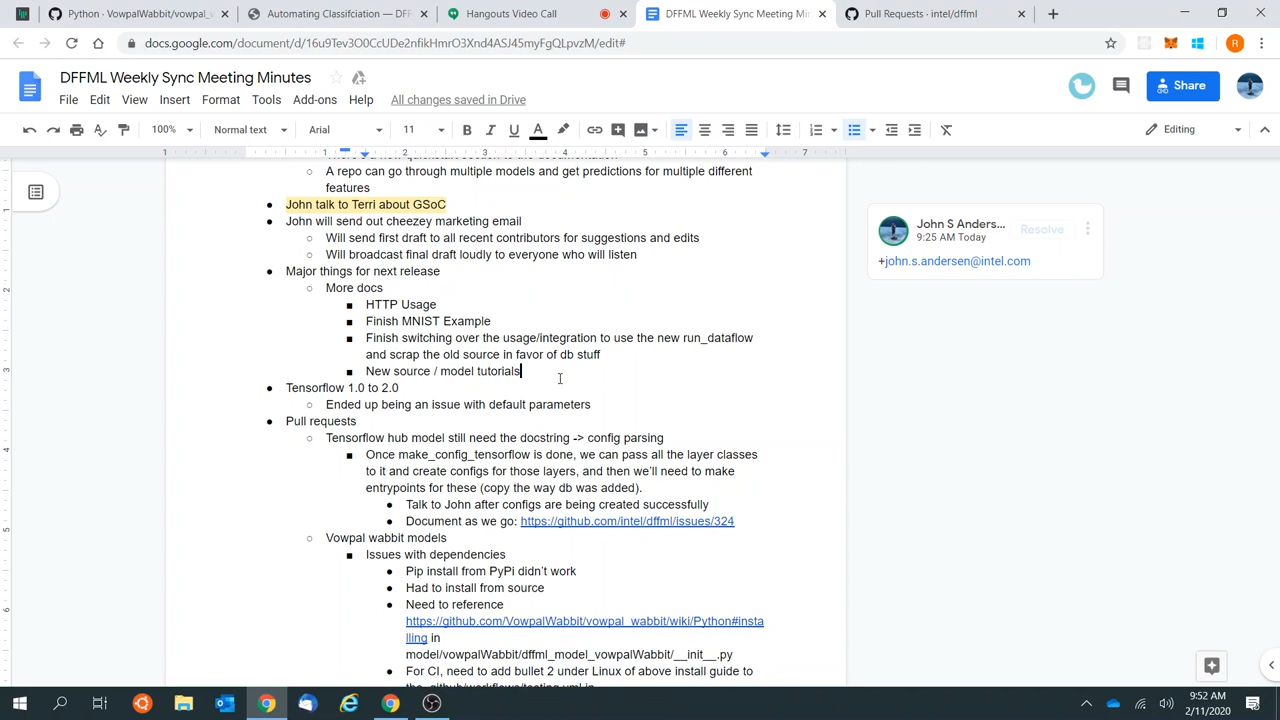 Python · VowpalWabbit/vowpal_
Automating Classifciation — DFF
Hangouts Video Call
DFFML Weekly Sync Meeting Min
Pull Requests · intel/dffml
docs.google.com/document/d/16u9Tev3O0CcUDe2nfikHmrO3Xnd4ASJ45myFgQLpvzM/edit#
R
DFFML Weekly Sync Meeting Minutes
File Edit View Insert Format Tools Add-ons Help All changes saved in Drive
Share
100% Normal text Arial 11 B I U A Editing
1 1 2 3 4 5 6 7
A repo can go through multiple models and get predictions for multiple different
features
John talk to Terri about GSoC
John will send out cheezey marketing email
Will send first draft to all recent contributors for suggestions and edits
Will broadcast final draft loudly to everyone who will listen
Major things for next release
More docs
HTTP Usage
Finish MNIST Example
Finish switching over the usage/integration to use the new run_dataflow
and scrap the old source in favor of db stuff
New source / model tutorials
Tensorflow 1.0 to 2.0
Ended up being an issue with default parameters
Pull requests
Tensorflow hub model still need the docstring -> config parsing
Once make_config_tensorflow is done, we can pass all the layer classes
to it and create configs for those layers, and then we'll need to make
entrypoints for these (copy the way db was added).
Talk to John after configs are being created successfully
Document as we go: https://github.com/intel/dffml/issues/324
Vowpal wabbit models
Issues with dependencies
Pip install from PyPi didn't work
Had to install from source
Need to reference
https://github.com/VowpalWabbit/vowpal_wabbit/wiki/Python#insta
lling in
model/vowpalWabbit/dffml_model_vowpalWabbit/__init__.py
For CI, need to add bullet 2 under Linux of above install guide to
John S Anders...
9:25 AM Today
Resolve
+john.s.andersen@intel.com
9:52 AM
2/11/2020